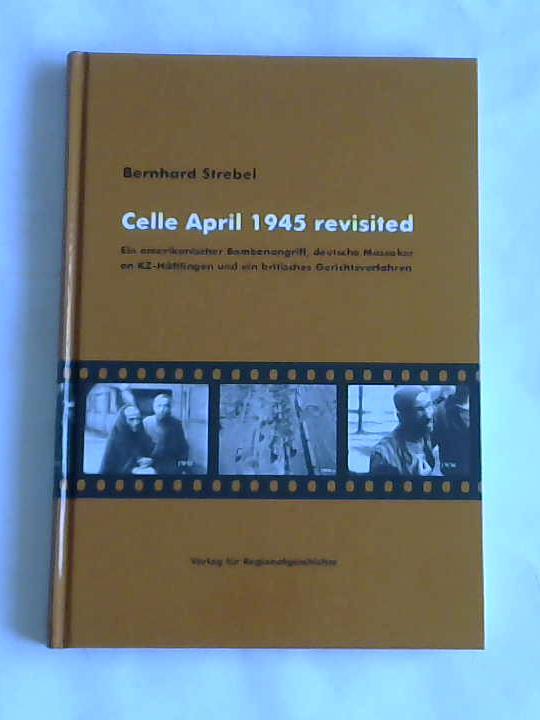 Bernhard Strebel
Celle April 1945 revisited
Ein amerikanischer Bombenangriff, deutsche Massaker
an KZ-Häftlingen und ein britisches Gerichtsverfahren
Verlag für Regionalgeschichte